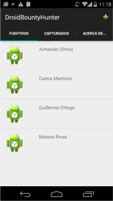 11:18
DroidBountyHunter
FUGITIVOS CAPTURADOS ACERCA DE...
Armando Olmos
Carlos Martinez
Guillermo Ortega
Moises Rivas